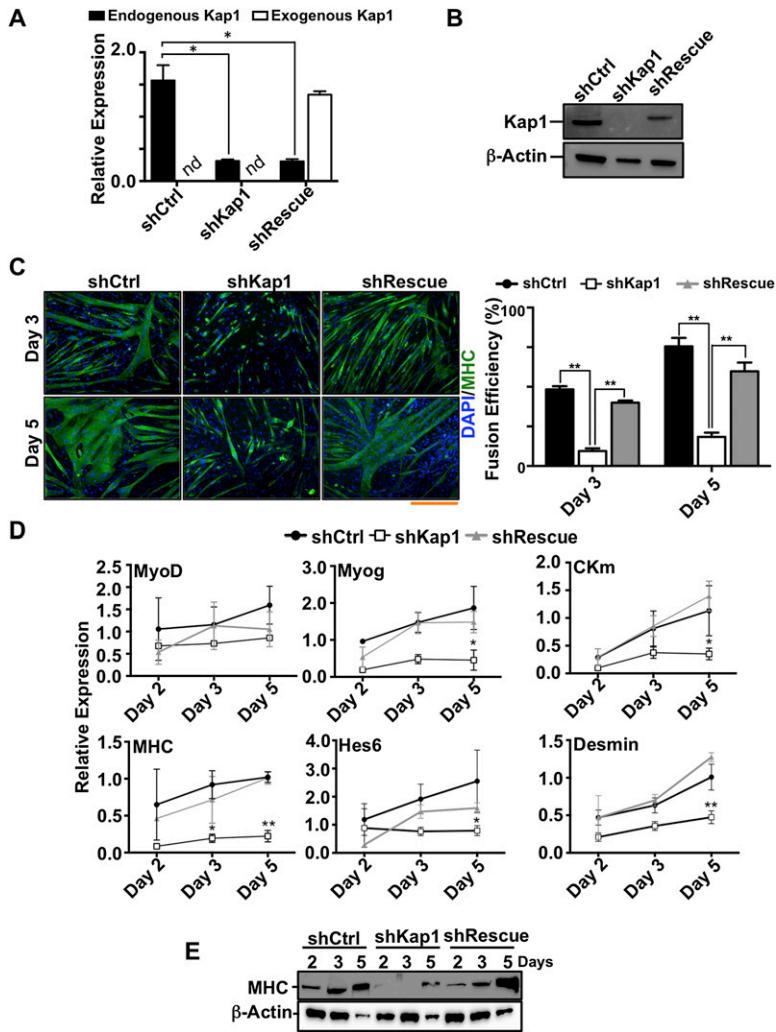 A
Endogenous Kap1 Exogenous Kap1
Relative Expression
2.0
0.0
*
*
nd
nd
shCtrl
shKap1
shRescue
B
shCtrl
shKap1
shRescue
Kap1
β-Actin
C
shCtrl shKap1 shRescue
Day 3
Day 5
DAPI/MHC
shCtrl shKap1 shRescue
Fusion Efficiency (%)
100
0
**
**
**
**
Day 3
Day 5
D
shCtrl shKap1 shRescue
Relative Expression
MyoD
2.5
2.0
1.5
1.0
0.5
0.0
Day 2
Day 3
Day 5
Myog
3.0
2.0
1.0
0.0
*
Day 2
Day 3
Day 5
CKm
2.0
1.5
1.0
0.5
0.0
*
Day 2
Day 3
Day 5
MHC
1.5
1.0
0.5
0.0
*
**
Day 2
Day 3
Day 5
Hes6
4.0
3.0
2.0
1.0
0.0
*
Day 2
Day 3
Day 5
Desmin
1.5
1.0
0.5
0.0
**
Day 2
Day 3
Day 5
E
shCtrl shKap1 shRescue
2 3 5 2 3 5 2 3 5 Days
MHC
β-Actin